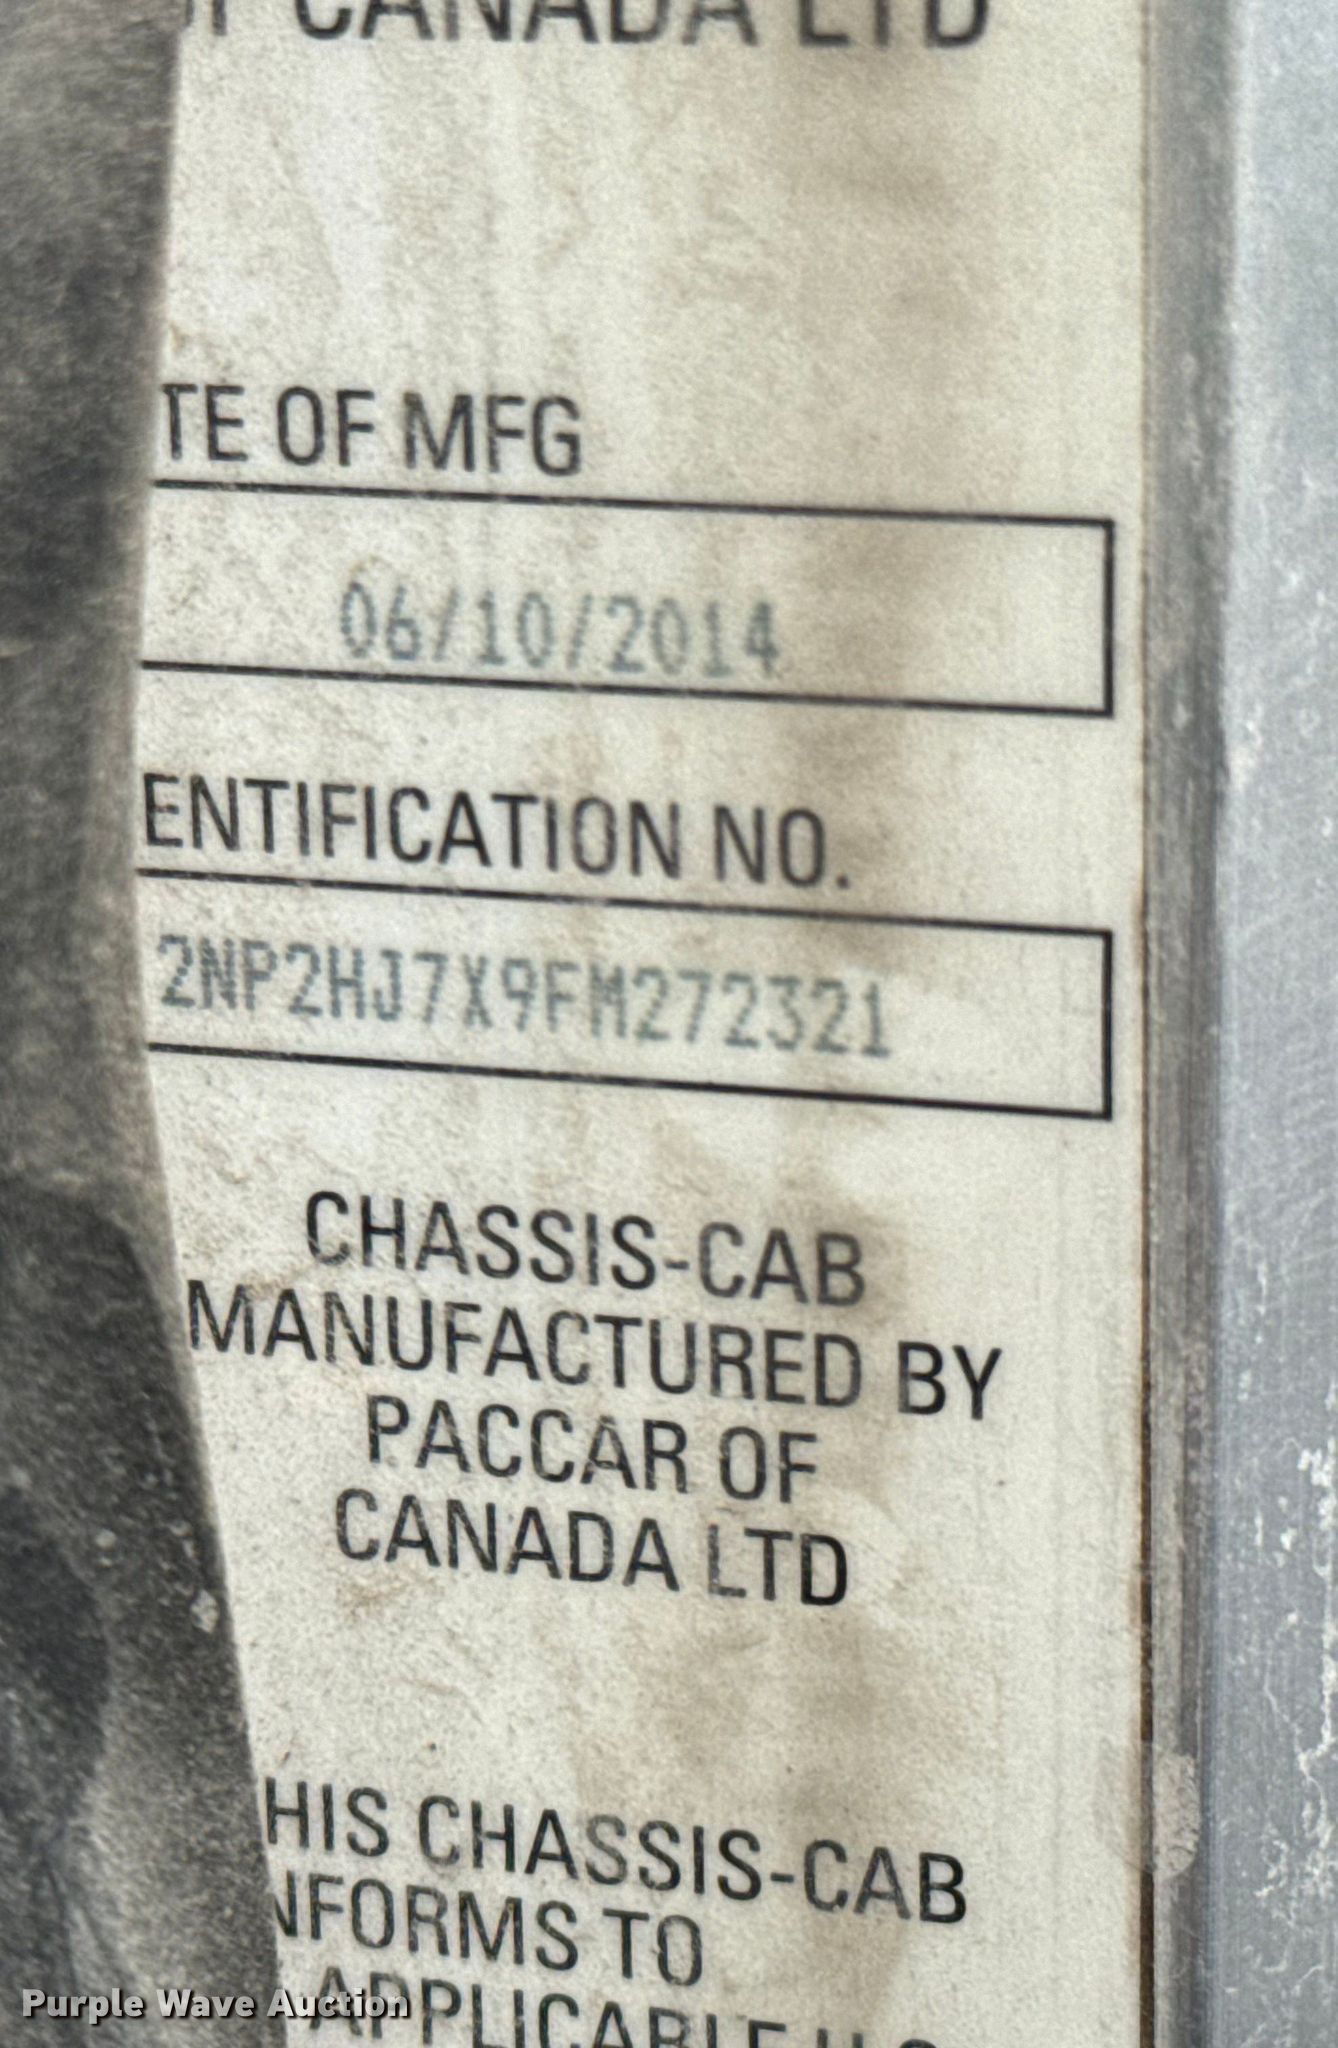 CANADA LTD
TE OF MFG
06/10/2014
ENTIFICATION NO.
2NP2HJ7X9FM272321
CHASSIS-CAB
MANUFACTURED BY
PACCAR OF
CANADA LTD
HIS CHASSIS-CAB
NFORMS TO
APPLICABLE U.S.
Purple Wave Auction